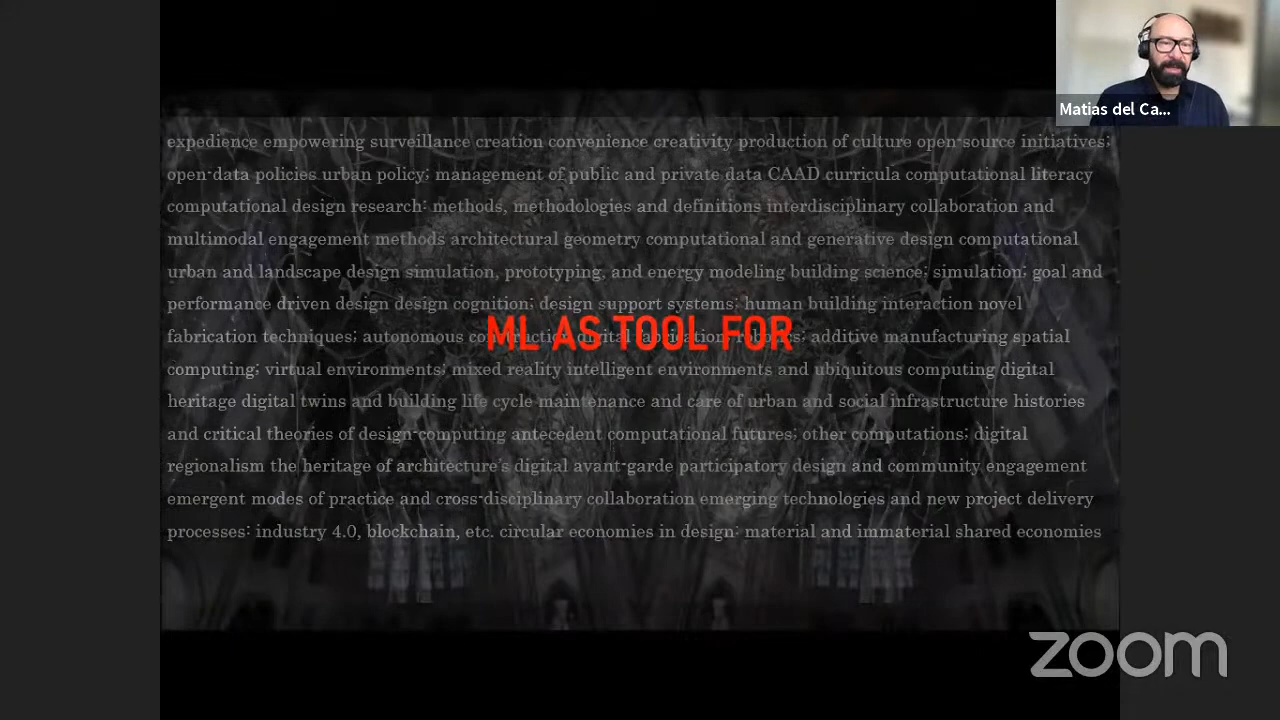 Matias del Ca...
expedience empowering surveillance creation convenience creativity production of culture open-source initiatives;
open-data policies urban policy; management of public and private data CAAD curricula computational literacy
computational design research: methods, methodologies and definitions interdisciplinary collaboration and
multimodal engagement methods architectural geometry computational and generative design computational
urban and landscape design simulation, prototyping, and energy modeling building science; simulation; goal and
performance driven design design cognition; design support systems; human building interaction novel
ML AS TOOL FOR
fabrication techniques; autonomous construction digital fabrication; robotics; additive manufacturing spatial
computing; virtual environments; mixed reality intelligent environments and ubiquitous computing digital
heritage digital twins and building life cycle maintenance and care of urban and social infrastructure histories
and critical theories of design-computing antecedent computational futures; other computations; digital
regionalism the heritage of architecture's digital avant-garde participatory design and community engagement
emergent modes of practice and cross-disciplinary collaboration emerging technologies and new project delivery
processes: industry 4.0, blockchain, etc. circular economies in design: material and immaterial shared economies
zoom